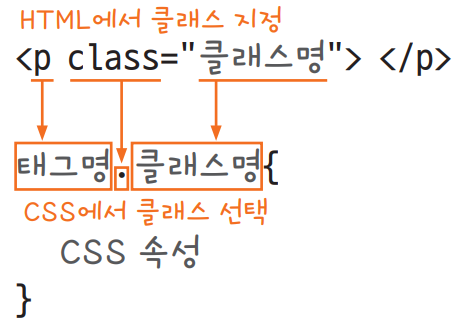 HTML에서 클래스 지정
<p class="클래스명"> </p>
태그명.클래스명{
CSS에서 클래스 선택
CSS 속성
}